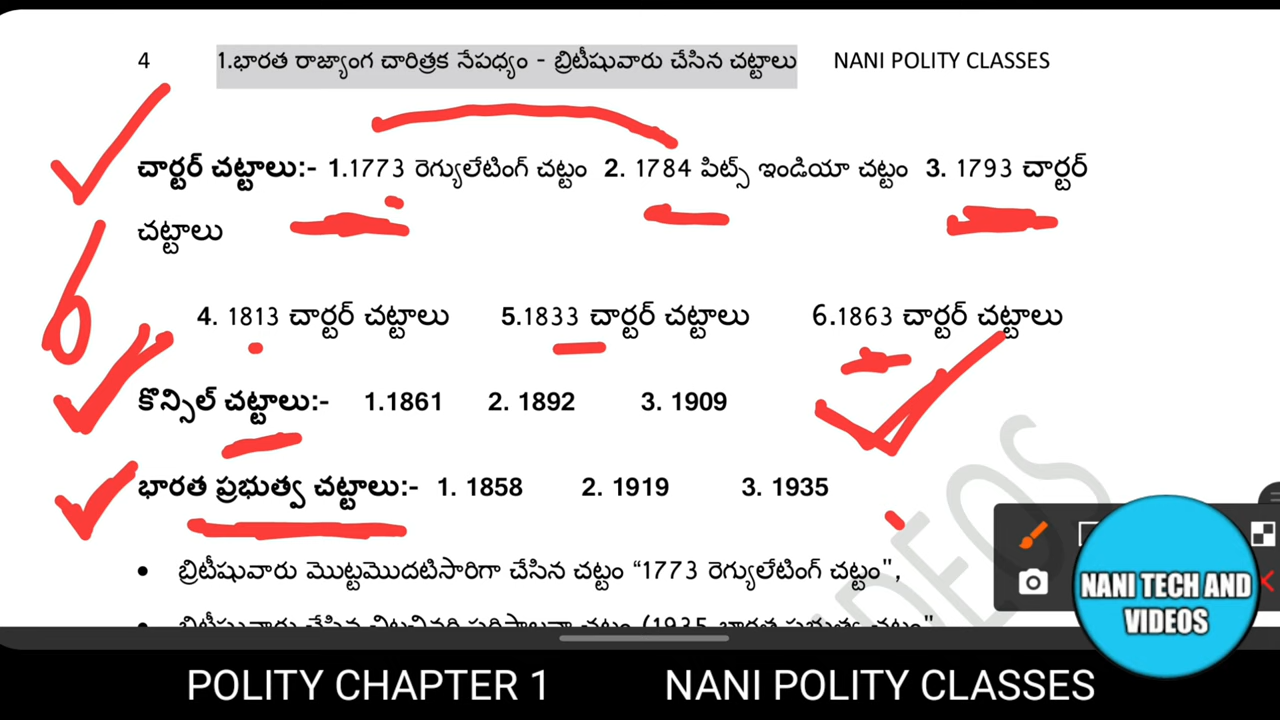 4 1.భారత రాజ్యాంగ చారిత్రక నేపధ్యం - బ్రిటీషువారు చేసిన చట్టాలు NANI POLITY CLASSES
చార్టర్ చట్టాలు:- 1.1773 రెగ్యులేటింగ్ చట్టం 2. 1784 పిట్స్ ఇండియా చట్టం 3. 1793 చార్టర్
చట్టాలు
6
4. 1813 చార్టర్ చట్టాలు 5.1833 చార్టర్ చట్టాలు 6.1863 చార్టర్ చట్టాలు
కొన్సిల్ చట్టాలు:- 1.1861 2. 1892 3. 1909
భారత ప్రభుత్వ చట్టాలు:- 1. 1858 2. 1919 3. 1935
• బ్రిటీషువారు మొట్టమొదటిసారిగా చేసిన చట్టం “1773 రెగ్యులేటింగ్ చట్టం",
DEOS
NANI TECH AND
VIDEOS
POLITY CHAPTER 1 NANI POLITY CLASSES